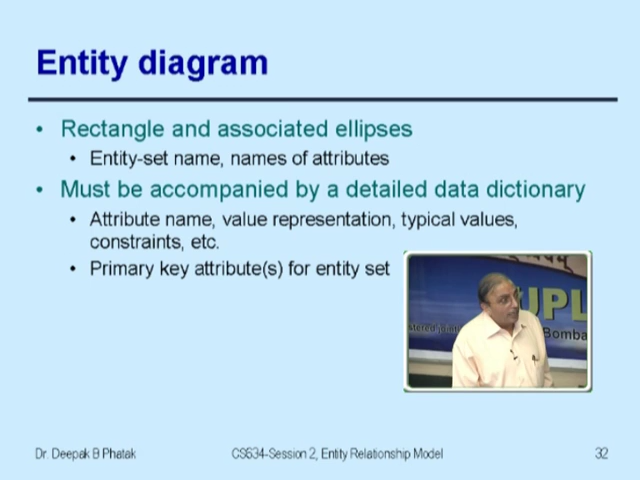 Entity diagram
• Rectangle and associated ellipses
• Entity-set name, names of attributes
• Must be accompanied by a detailed data dictionary
• Attribute name, value representation, typical values,
constraints, etc.
• Primary key attribute(s) for entity set
UPL
Bomba
Dr. Deepak B Phatak
CS634-Session 2, Entity Relationship Model
32